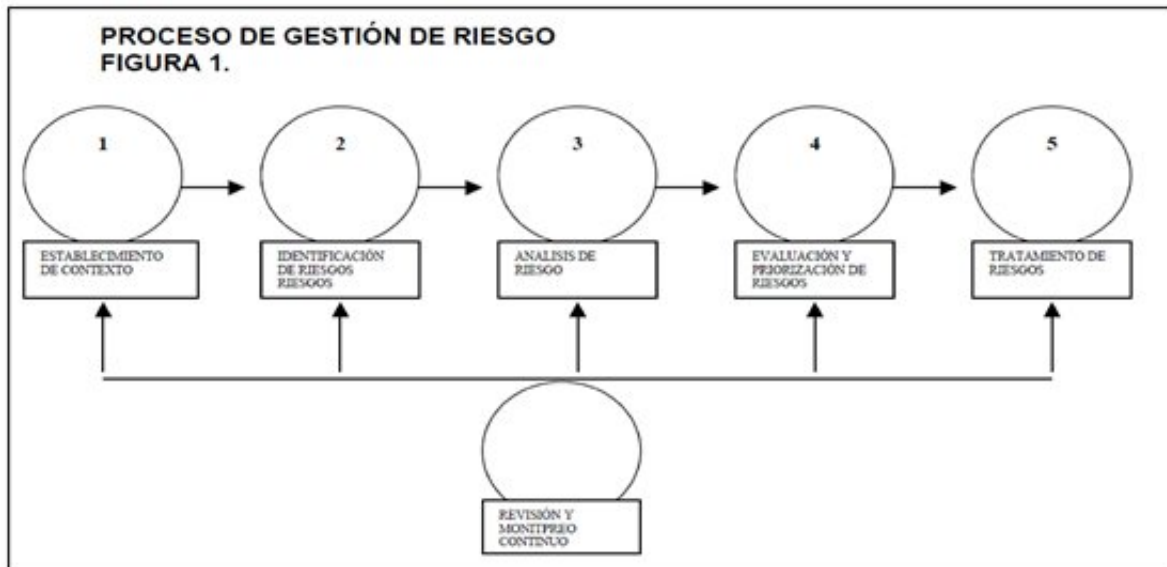 PROCESO DE GESTIÓN DE RIESGO
FIGURA 1.
1
2
3
4
5
ESTABLECIMIENTO
DE CONTEXTO
IDENTIFICACIÓN
DE RIESGOS
RIESGOS
ANALISIS DE
RIESGO
EVALUACIÓN Y
PRIORIZACIÓN DE
RIESGOS
TRATAMIENTO DE
RIESGOS
REVISIÓN Y
MONITPREO
CONTINUO